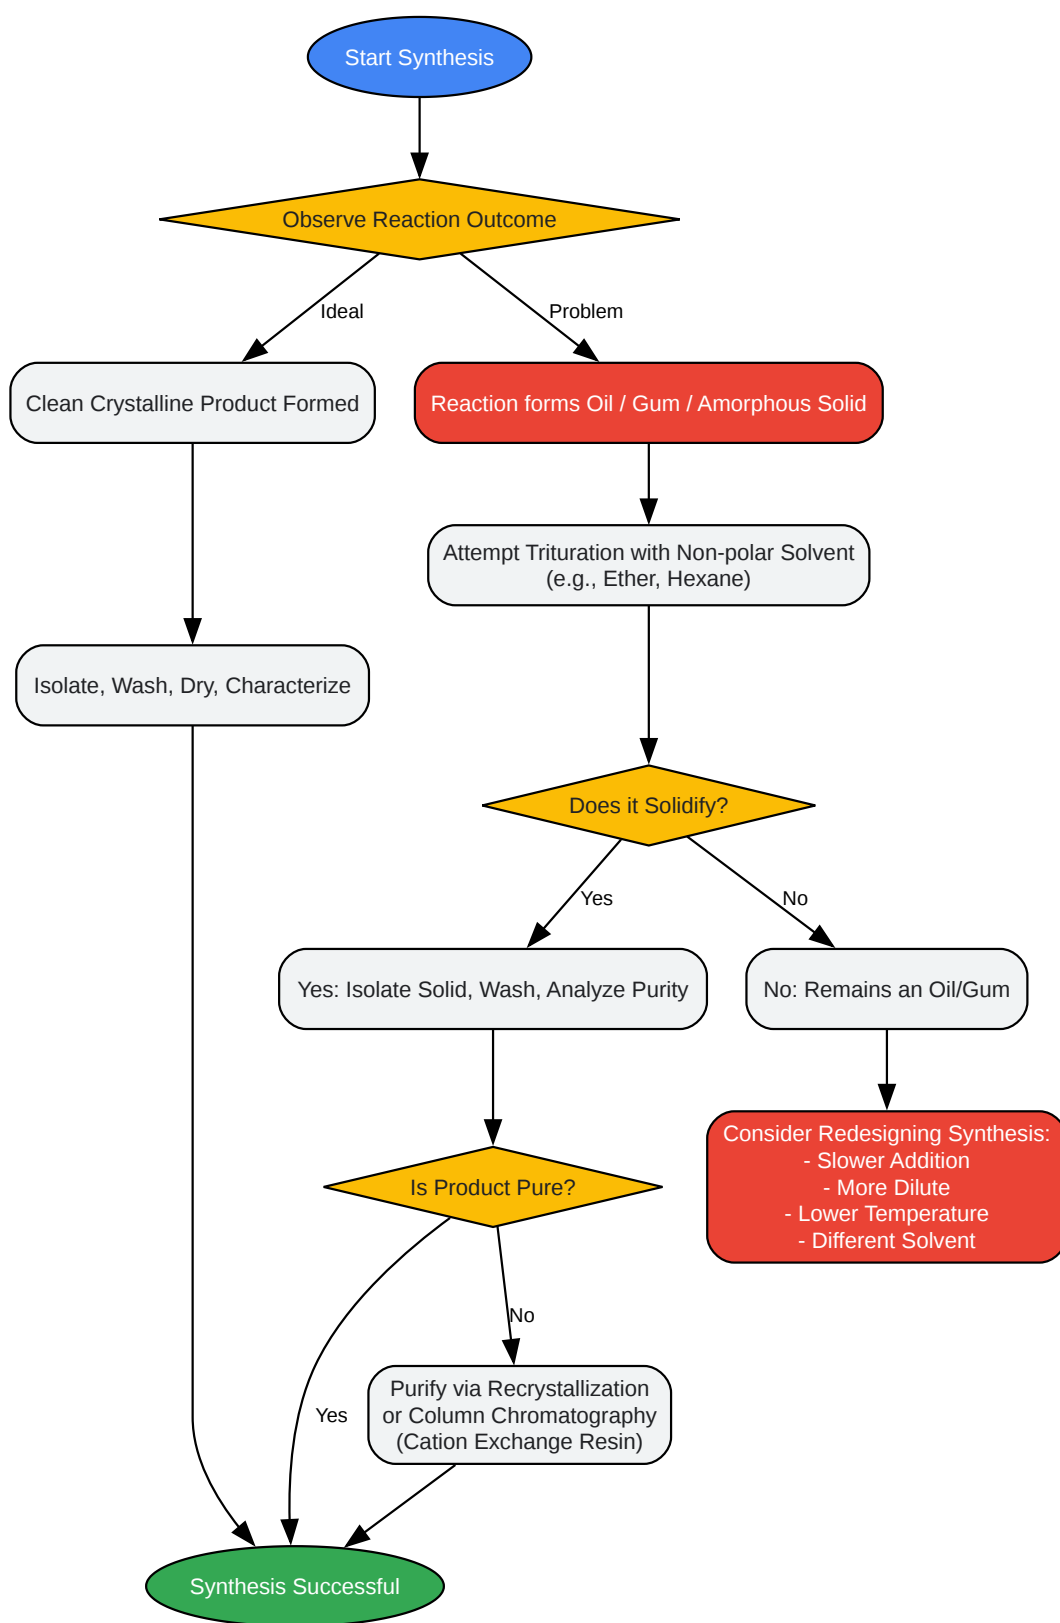 Start Synthesis
Observe Reaction Outcome
Ideal
Problem
Clean Crystalline Product Formed
Reaction forms Oil / Gum / Amorphous Solid
Attempt Trituration with Non-polar Solvent
(e.g., Ether, Hexane)
Isolate, Wash, Dry, Characterize
Does it Solidify?
Yes
No
Yes: Isolate Solid, Wash, Analyze Purity
No: Remains an Oil/Gum
Consider Redesigning Synthesis:
- Slower Addition
- More Dilute
- Lower Temperature
- Different Solvent
Is Product Pure?
No
Yes
Purify via Recrystallization
or Column Chromatography
(Cation Exchange Resin)
Synthesis Successful